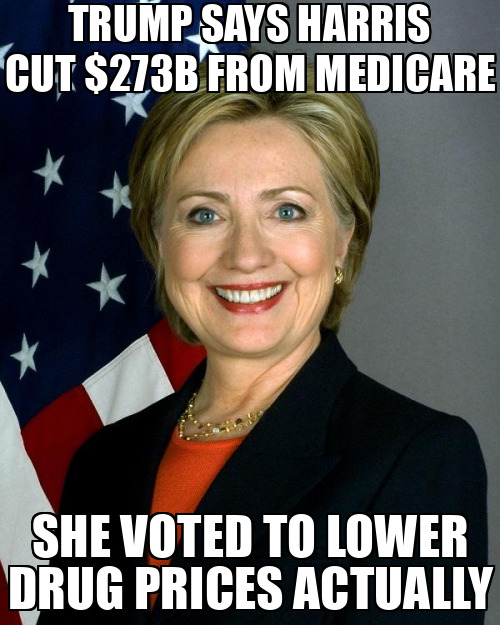 TRUMP SAYS HARRIS
CUT $273B FROM MEDICARE
SHE VOTED TO LOWER
DRUG PRICES ACTUALLY